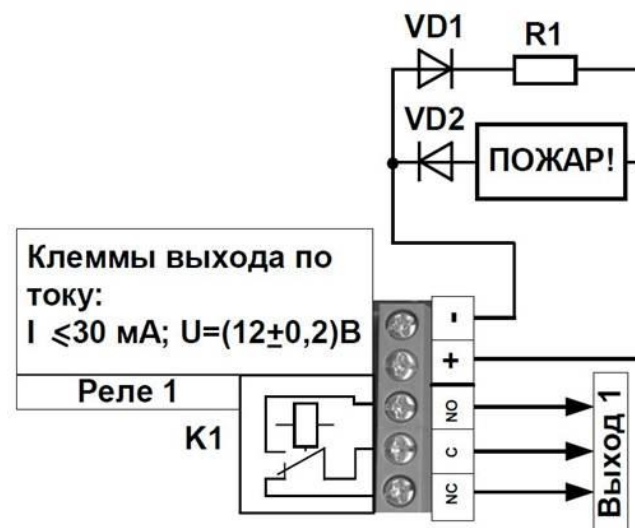 VD1
R1
VD2
ПОЖАР!
Клеммы выхода по
току:
I ⩽30 мА; U=(12±0,2)В
-
+
Реле 1
K1
NO
C
NC
Выход 1